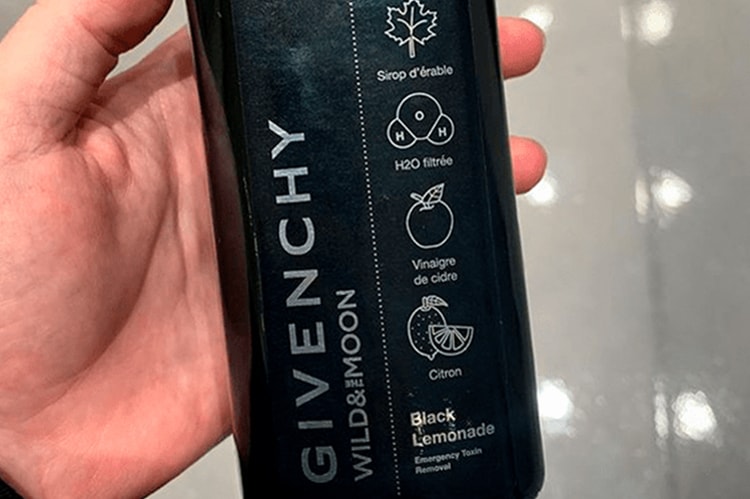 GIVENCHY
WILD & THE MOON
Sirop d'érable
H O H
H2O filtrée
Vinaigre
de cidre
Citron
Black
Lemonade
Emergency Toxin
Removal